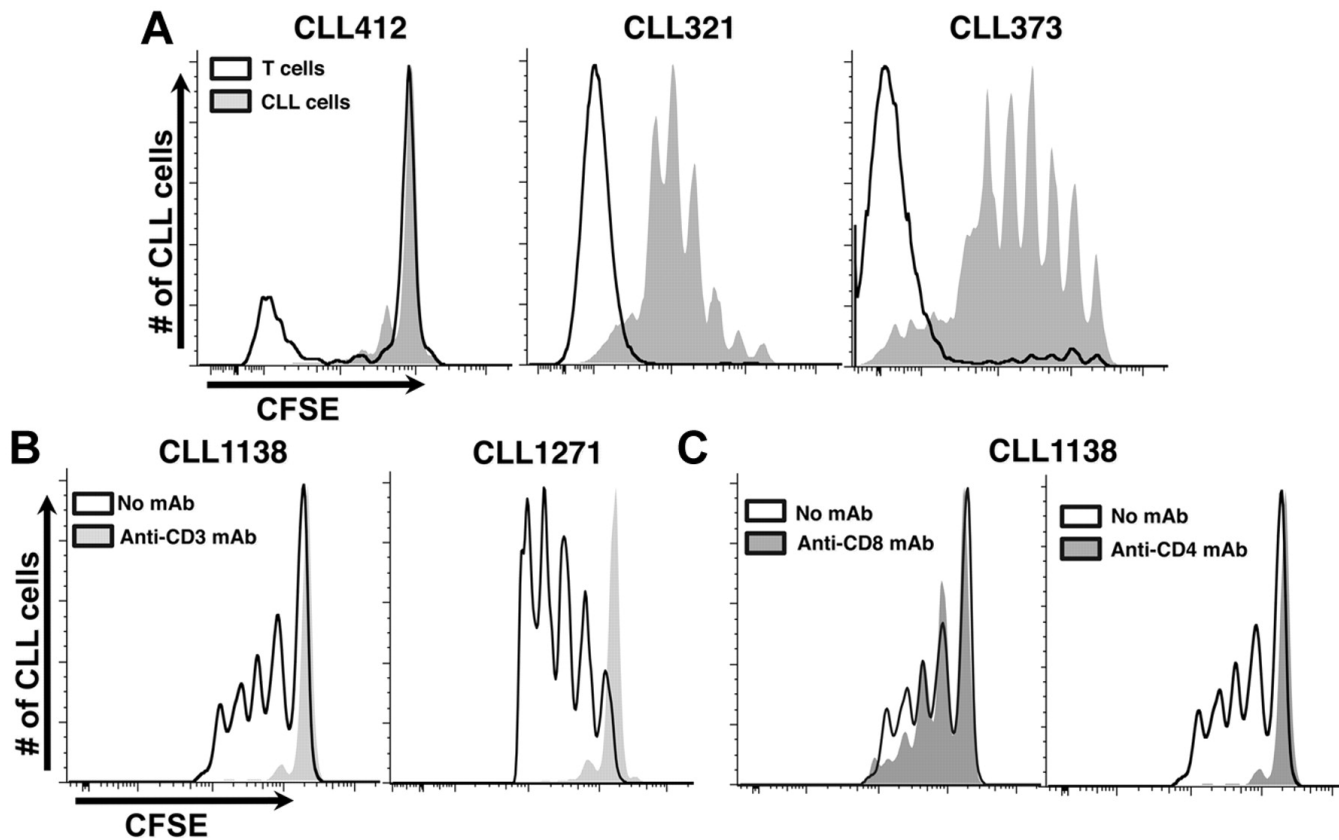 A
CLL412
CLL321
CLL373
T cells
CLL cells
# of CLL cells
CFSE
B
CLL1138
CLL1271
C
CLL1138
No mAb
Anti-CD3 mAb
No mAb
Anti-CD8 mAb
No mAb
Anti-CD4 mAb
# of CLL cells
CFSE